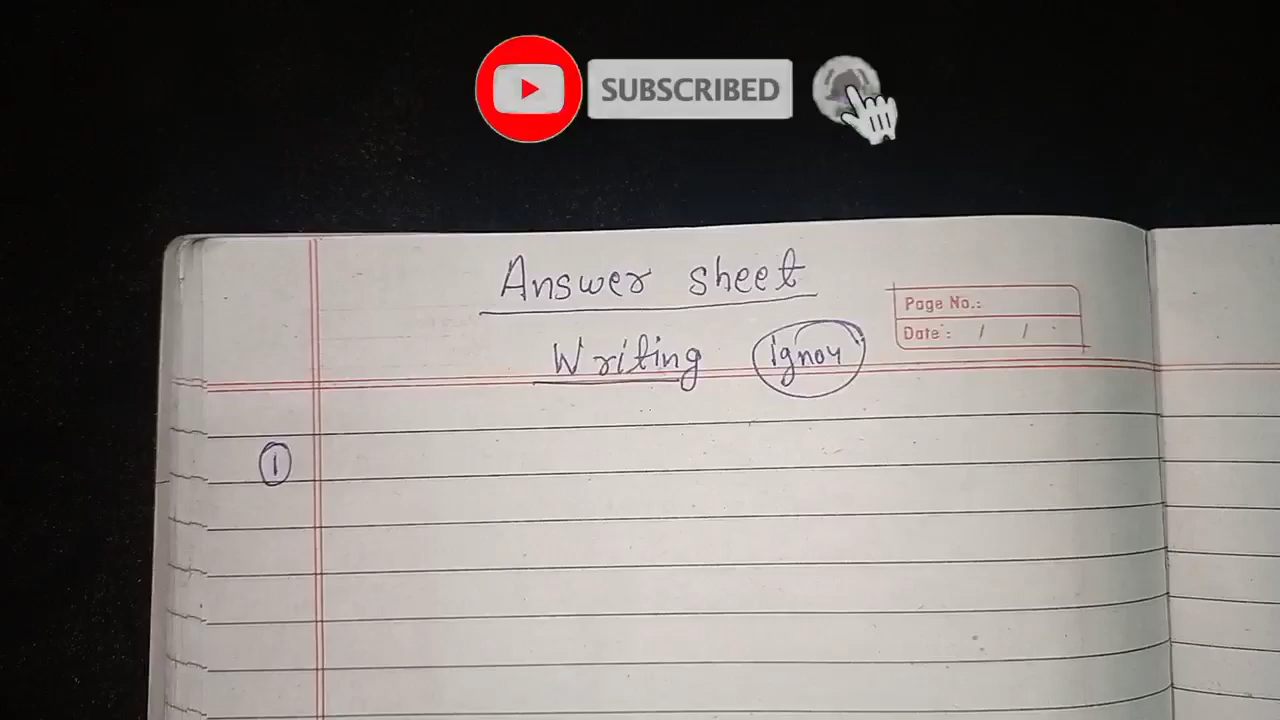 SUBSCRIBED
Answer sheet
Page No.:
Date: / /
Writing ignou
1